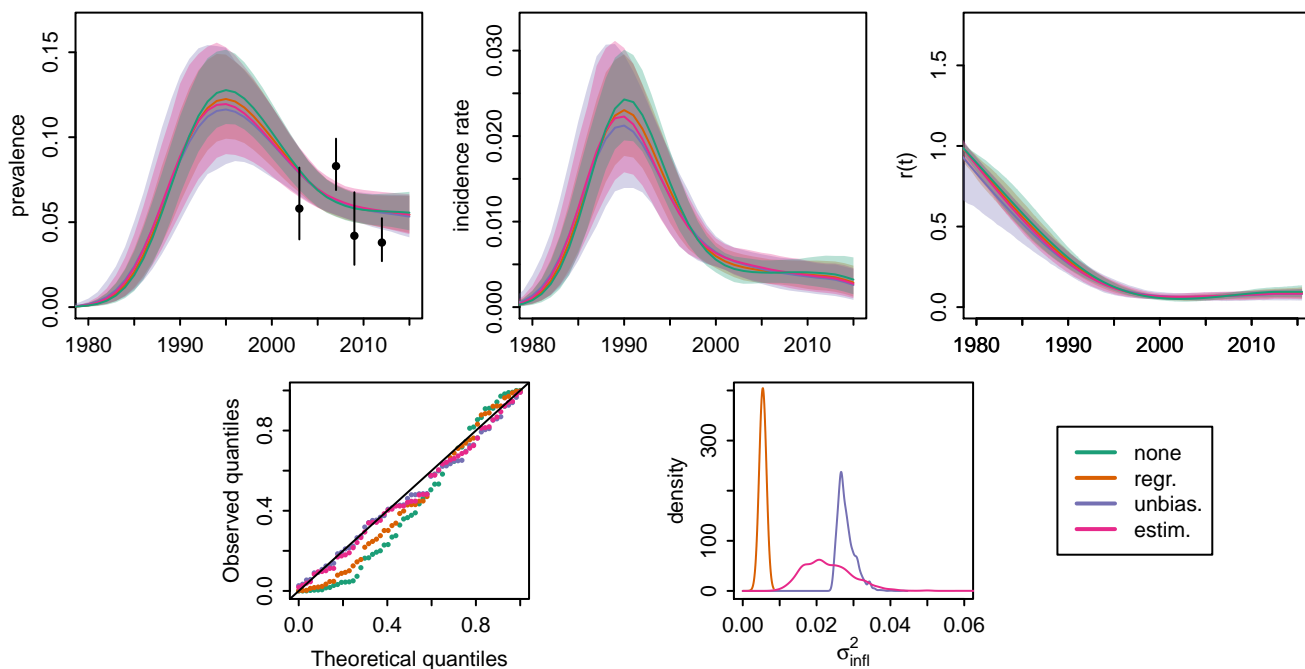 prevalence
0.00 0.05 0.10 0.15
1980 1990 2000 2010
incidence rate
0.000 0.010 0.020 0.030
1980 1990 2000 2010
r(t)
0.0 0.5 1.0 1.5
1980 1990 2000 2010
Observed quantiles
0.0 0.4 0.8
0.0 0.4 0.8
Theoretical quantiles
density
0 100 300
0.00 0.02 0.04 0.06
σ²infl
none
regr.
unbias.
estim.